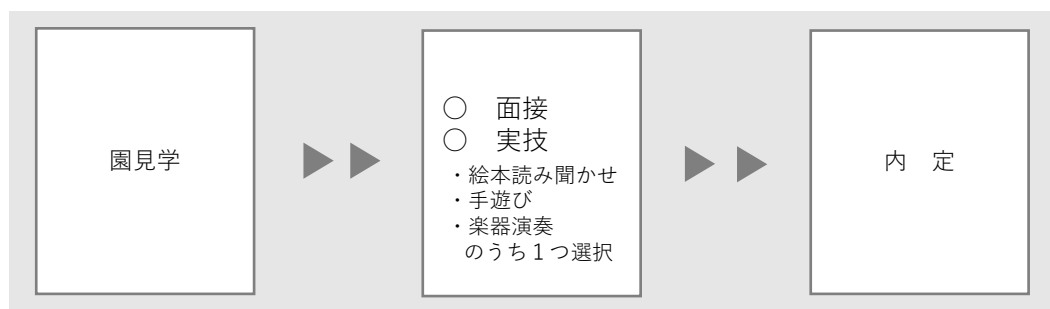 園見学
○　面接
○　実技
・絵本読み聞かせ
・手遊び
・楽器演奏
のうち１つ選択
内　定